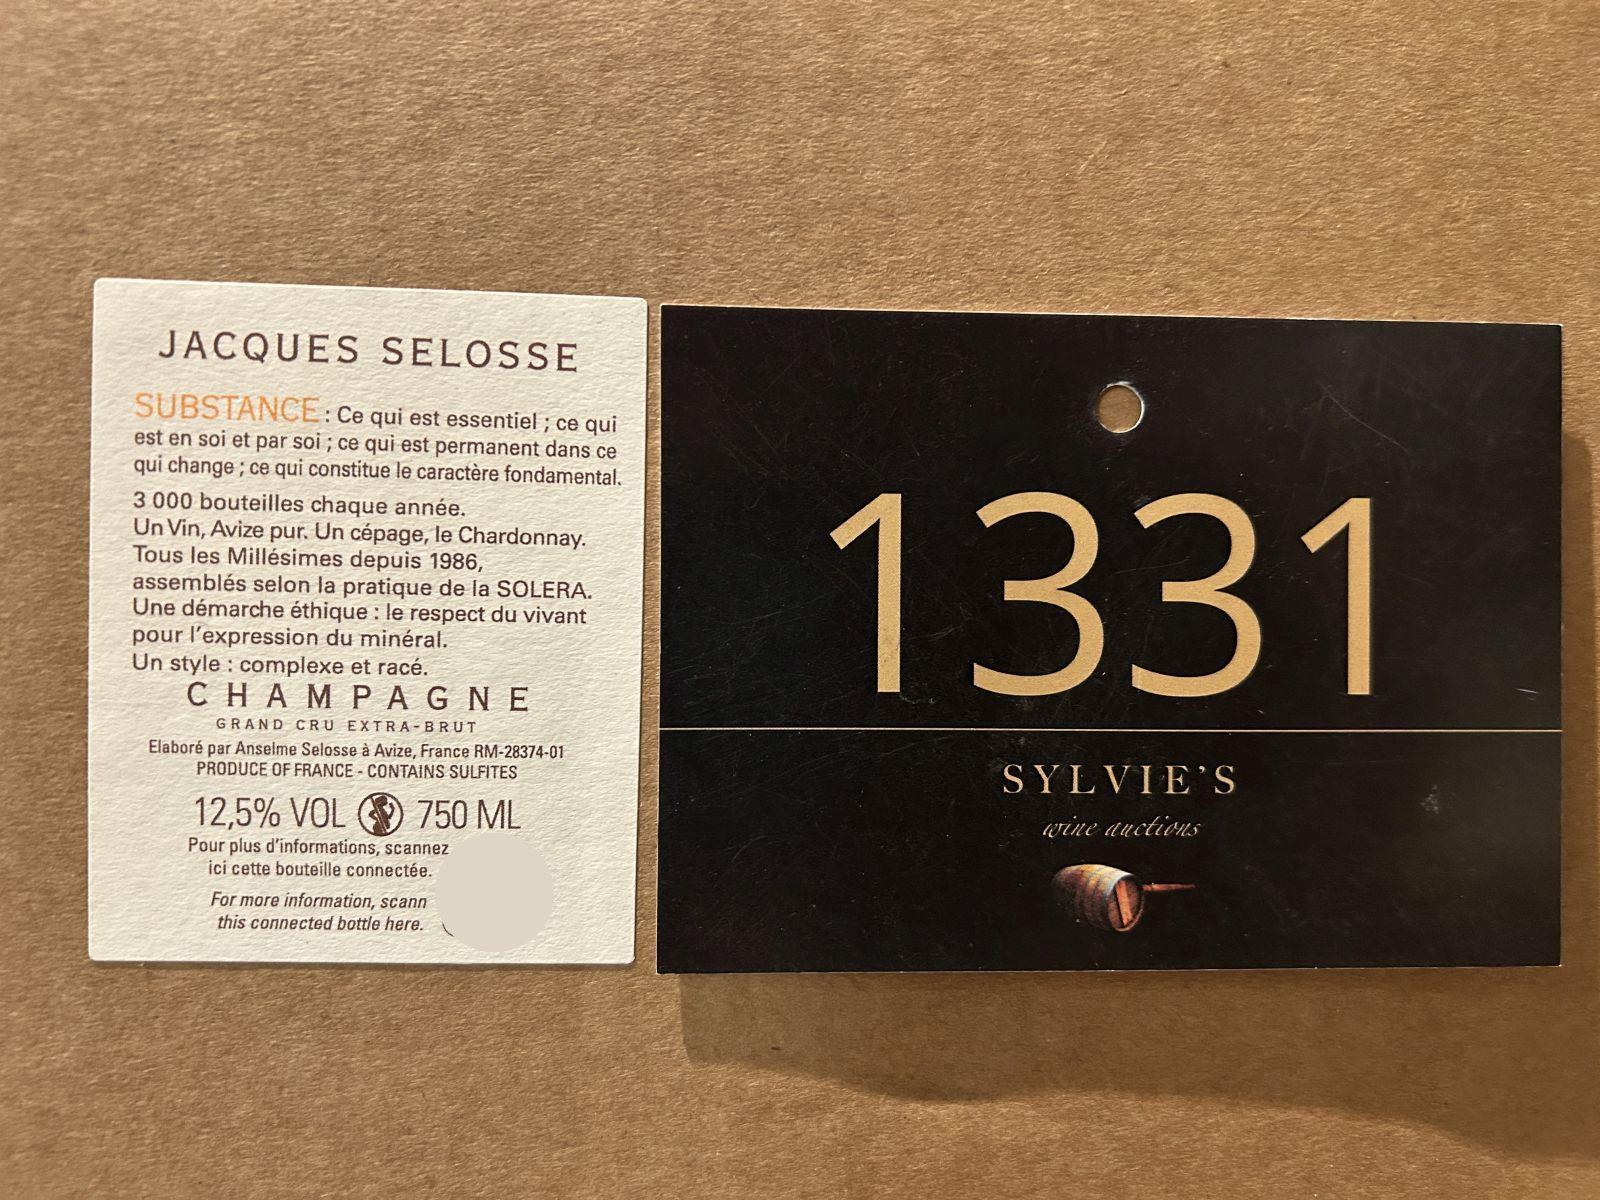 JACQUES SELOSSE
SUBSTANCE : Ce qui est essentiel ; ce qui
est en soi et par soi ; ce qui est permanent dans ce
qui change ; ce qui constitue le caractère fondamental.
3 000 bouteilles chaque année.
Un Vin, Avize pur. Un cépage, le Chardonnay.
Tous les Millésimes depuis 1986,
assemblés selon la pratique de la SOLERA.
Une démarche éthique : le respect du vivant
pour l'expression du minéral.
Un style : complexe et racé.
CHAMPAGNE
GRAND CRU EXTRA-BRUT
Elaboré par Anselme Selosse à Avize, France RM-28374-01
PRODUCE OF FRANCE - CONTAINS SULFITES
12,5% VOL 750 ML
Pour plus d'informations, scannez
ici cette bouteille connectée.
For more information, scann
this connected bottle here.
1331
SYLVIE'S
wine auctions